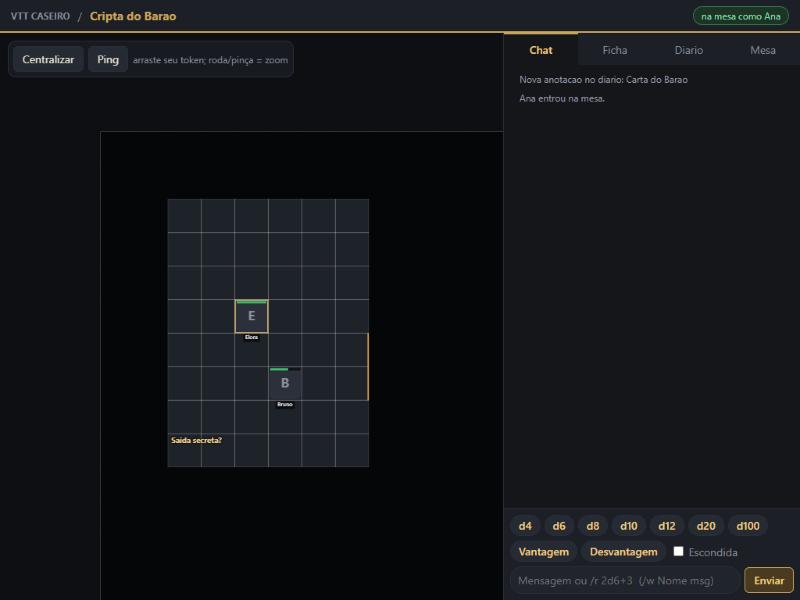 VTT CASEIRO / Cripta do Barao
na mesa como Ana
Centralizar
Ping
arraste seu token; roda/pinça = zoom
Chat
Ficha
Diario
Mesa
Nova anotacao no diario: Carta do Barao
Ana entrou na mesa.
E
Elora
B
Bruno
Saida secreta?
d4
d6
d8
d10
d12
d20
d100
Vantagem
Desvantagem
Escondida
Mensagem ou /r 2d6+3 (/w Nome msg)
Enviar